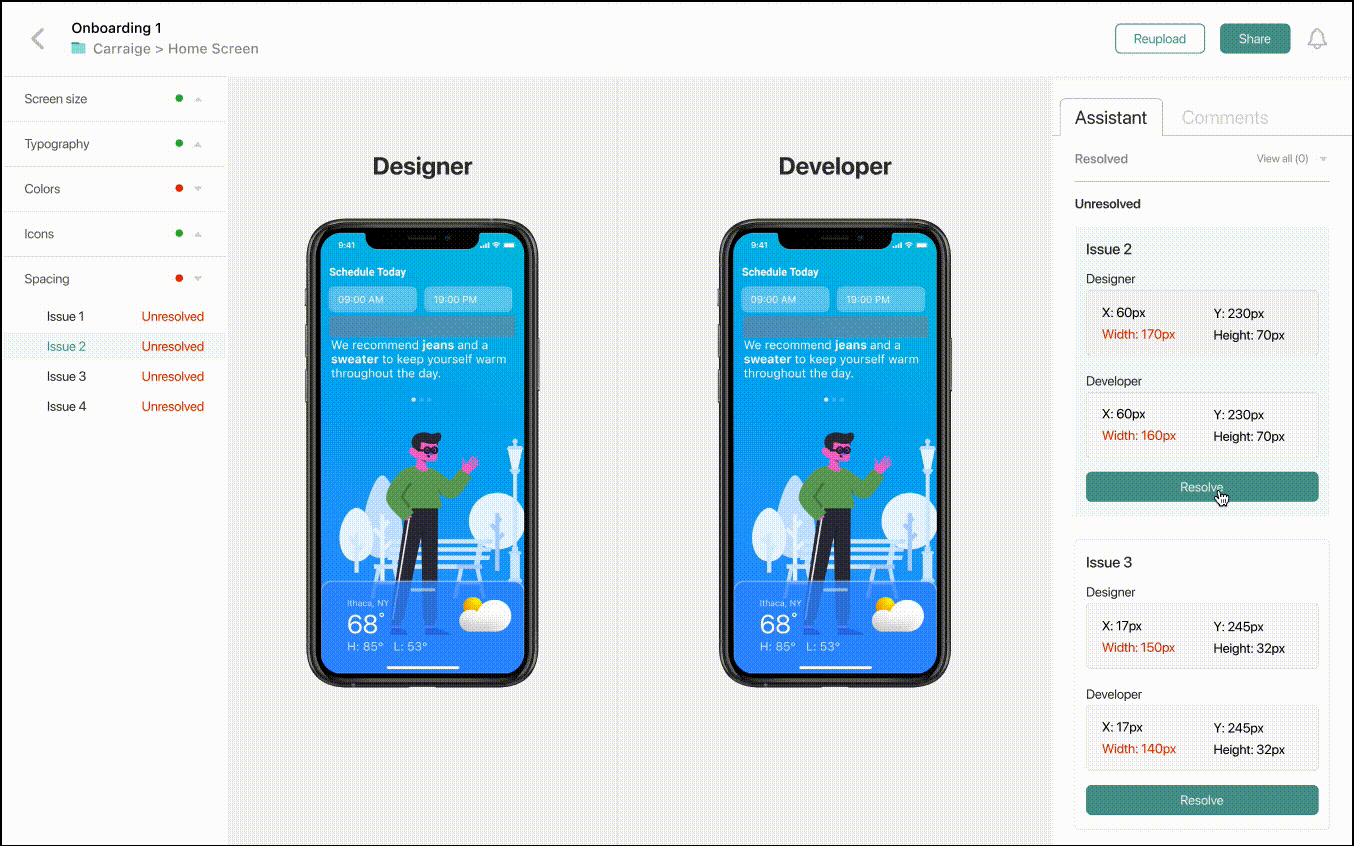 Onboarding 1
Carraige > Home Screen
Reupload
Share
Screen size
Typography
Colors
Icons
Spacing
Issue 1 Unresolved
Issue 2 Unresolved
Issue 3 Unresolved
Issue 4 Unresolved
Designer
9:41
Schedule Today
09:00 AM 19:00 PM
We recommend jeans and a
sweater to keep yourself warm
throughout the day.
Ithaca, NY
68°
H: 85° L: 53°
Developer
9:41
Schedule Today
09:00 AM 19:00 PM
We recommend jeans and a
sweater to keep yourself warm
throughout the day.
Ithaca, NY
68°
H: 85° L: 53°
Assistant Comments
Resolved View all (0)
Unresolved
Issue 2
Designer
X: 60px Y: 230px
Width: 170px Height: 70px
Developer
X: 60px Y: 230px
Width: 160px Height: 70px
Resolve
Issue 3
Designer
X: 17px Y: 245px
Width: 150px Height: 32px
Developer
X: 17px Y: 245px
Width: 140px Height: 32px
Resolve